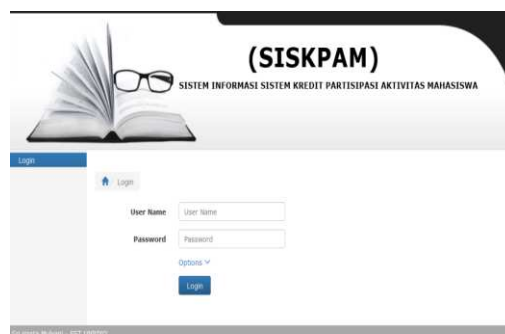 (SISKPAM)
SISTEM INFORMASI SISTEM KREDIT PARTISIPASI AKTIVITAS MAHASISWA
Login
Login
User Name User Name
Password Password
Options
Login